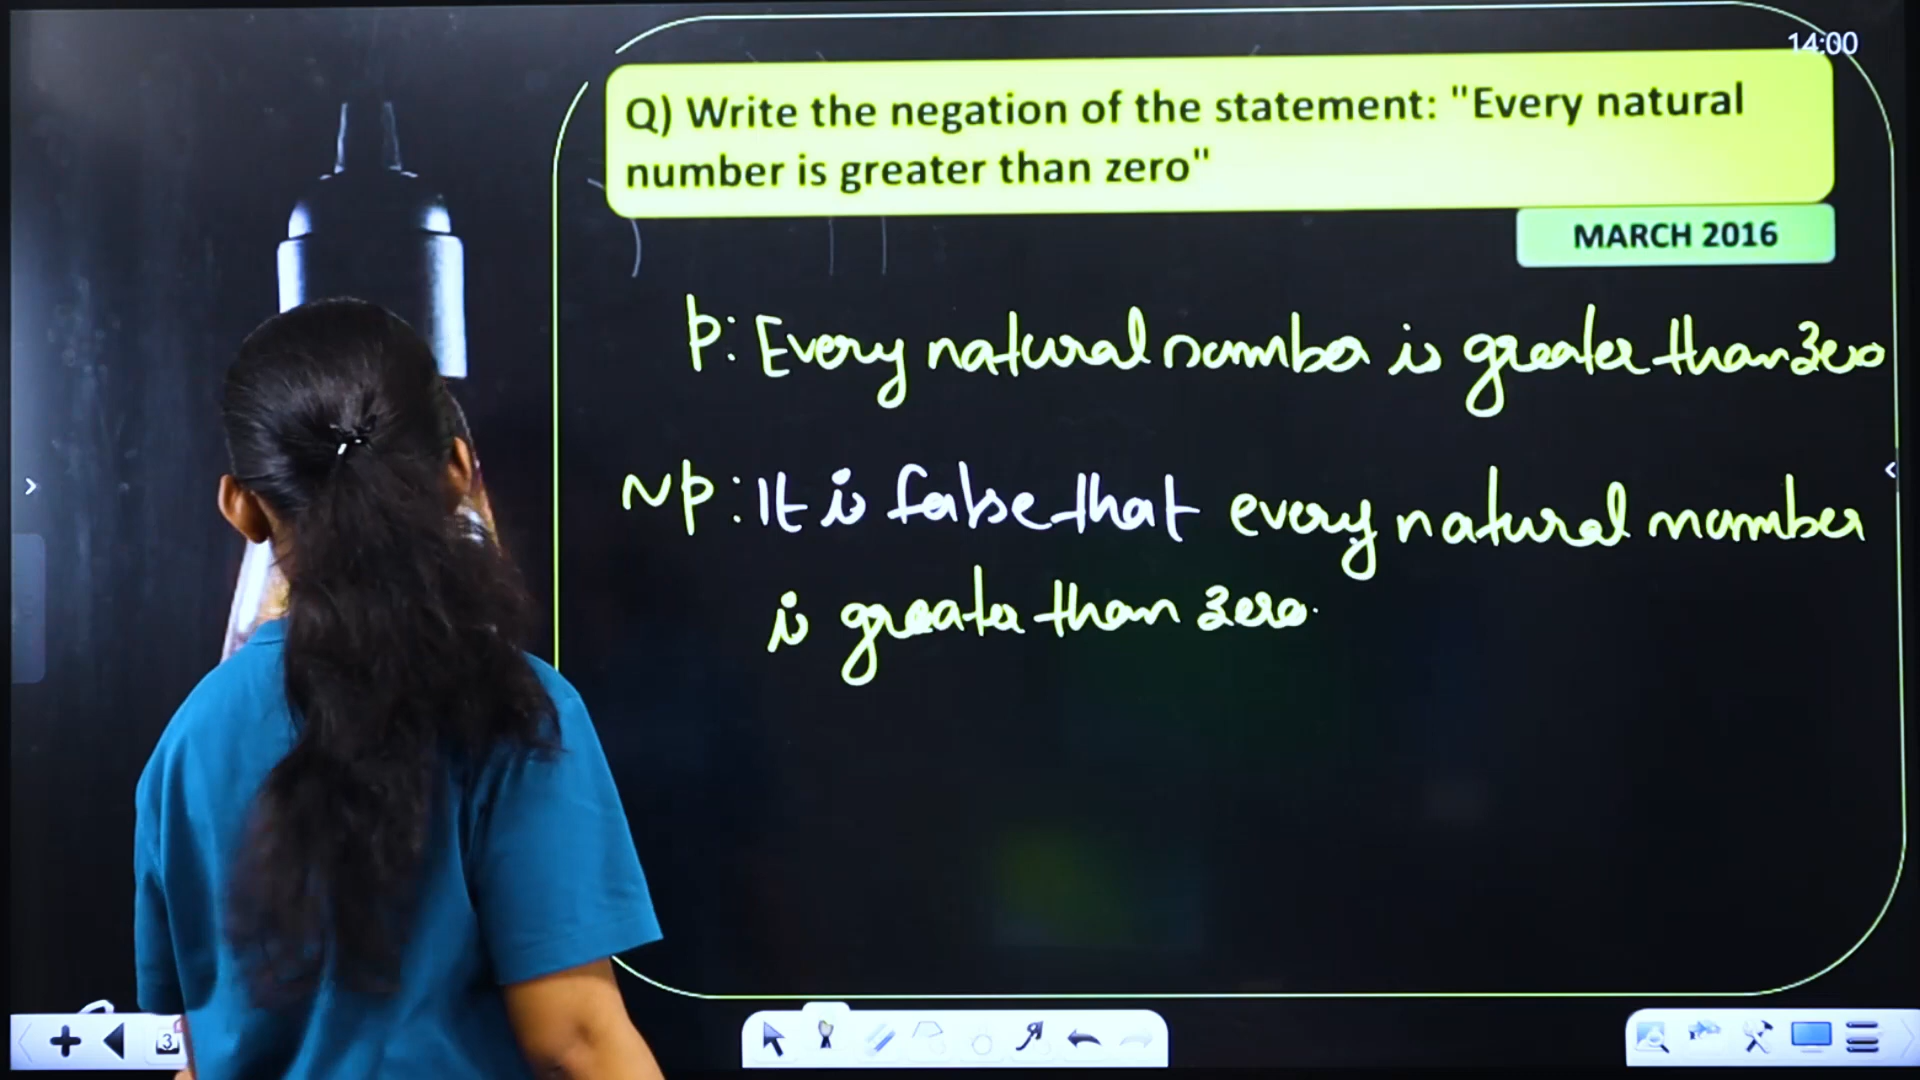 14:00
Q) Write the negation of the statement: "Every natural
number is greater than zero"
MARCH 2016
p: Every natural number is greater than zero
~p: It is false that every natural number
is greater than zero.
3